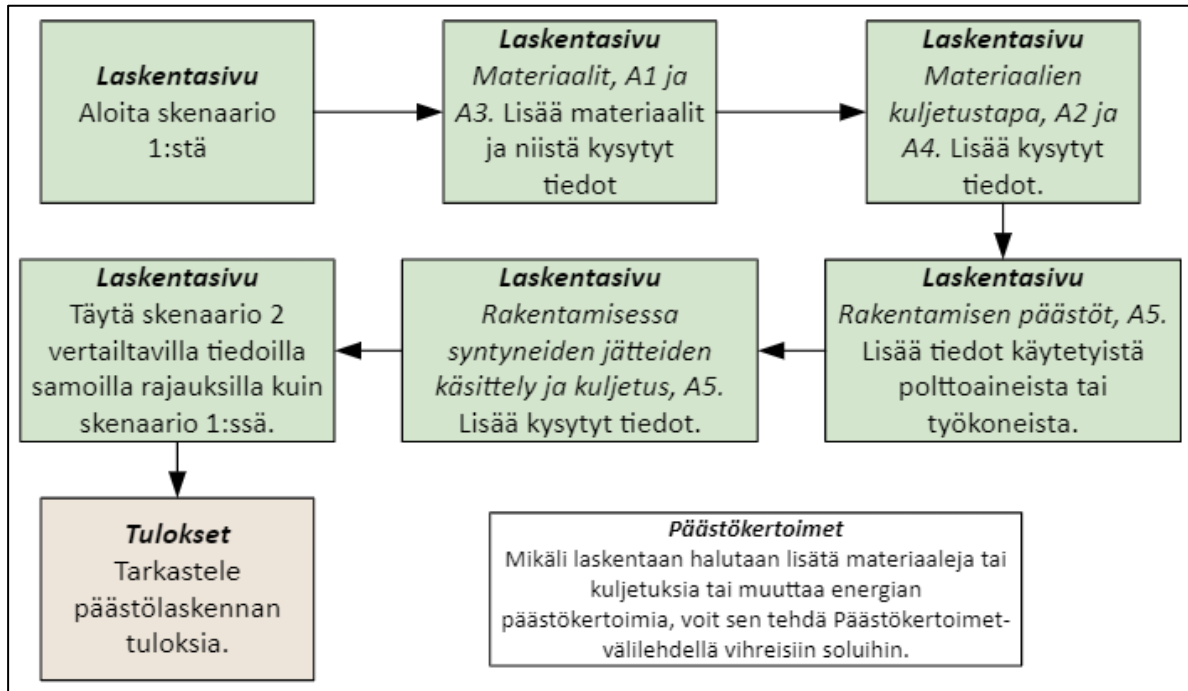 Laskentasivu
Aloita skenaario
1:stä
Laskentasivu
Materiaalit, A1 ja
A3. Lisää materiaalit
ja niistä kysytyt
tiedot
Laskentasivu
Materiaalien
kuljetustapa, A2 ja
A4. Lisää kysytyt
tiedot.
Laskentasivu
Rakentamisen päästöt, A5.
Lisää tiedot käytetyistä
polttoaineista tai
työkoneista.
Laskentasivu
Rakentamisessa
syntyneiden jätteiden
käsittely ja kuljetus, A5.
Lisää kysytyt tiedot.
Laskentasivu
Täytä skenaario 2
vertailtavilla tiedoilla
samoilla rajauksilla kuin
skenaario 1:ssä.
Tulokset
Tarkastele
päästölaskennan
tuloksia.
Päästökertoimet
Mikäli laskentaan halutaan lisätä materiaaleja tai
kuljetuksia tai muuttaa energian
päästökertoimia, voit sen tehdä Päästökertoimet-
välilehdellä vihreisiin soluihin.